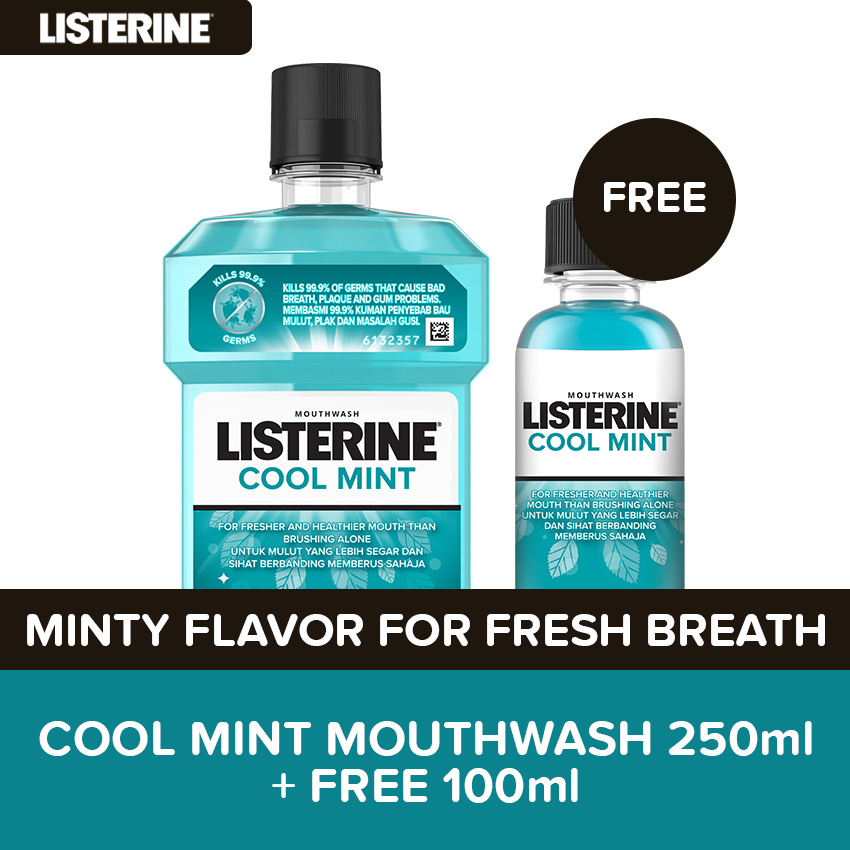 LISTERINE
FREE
KILLS 99.9%
GERMS
KILLS 99.9% OF GERMS THAT CAUSE BAD
BREATH, PLAQUE AND GUM PROBLEMS.
MEMBASMI 99.9% KUMAN PENYEBAB BAU
MULUT, PLAK DAN MASALAH GUSI.
6132357
MOUTHWASH
LISTERINE®
COOL MINT
FOR FRESHER AND HEALTHIER MOUTH THAN
BRUSHING ALONE
UNTUK MULUT YANG LEBIH SEGAR DAN
SIHAT BERBANDING MEMBERUS SAHAJA
MOUTHWASH
LISTERINE®
COOL MINT
FOR FRESHER AND HEALTHIER
MOUTH THAN BRUSHING ALONE
UNTUK MULUT YANG LEBIH SEGAR
DAN SIHAT BERBANDING
MEMBERUS SAHAJA
MINTY FLAVOR FOR FRESH BREATH
COOL MINT MOUTHWASH 250ml
+ FREE 100ml